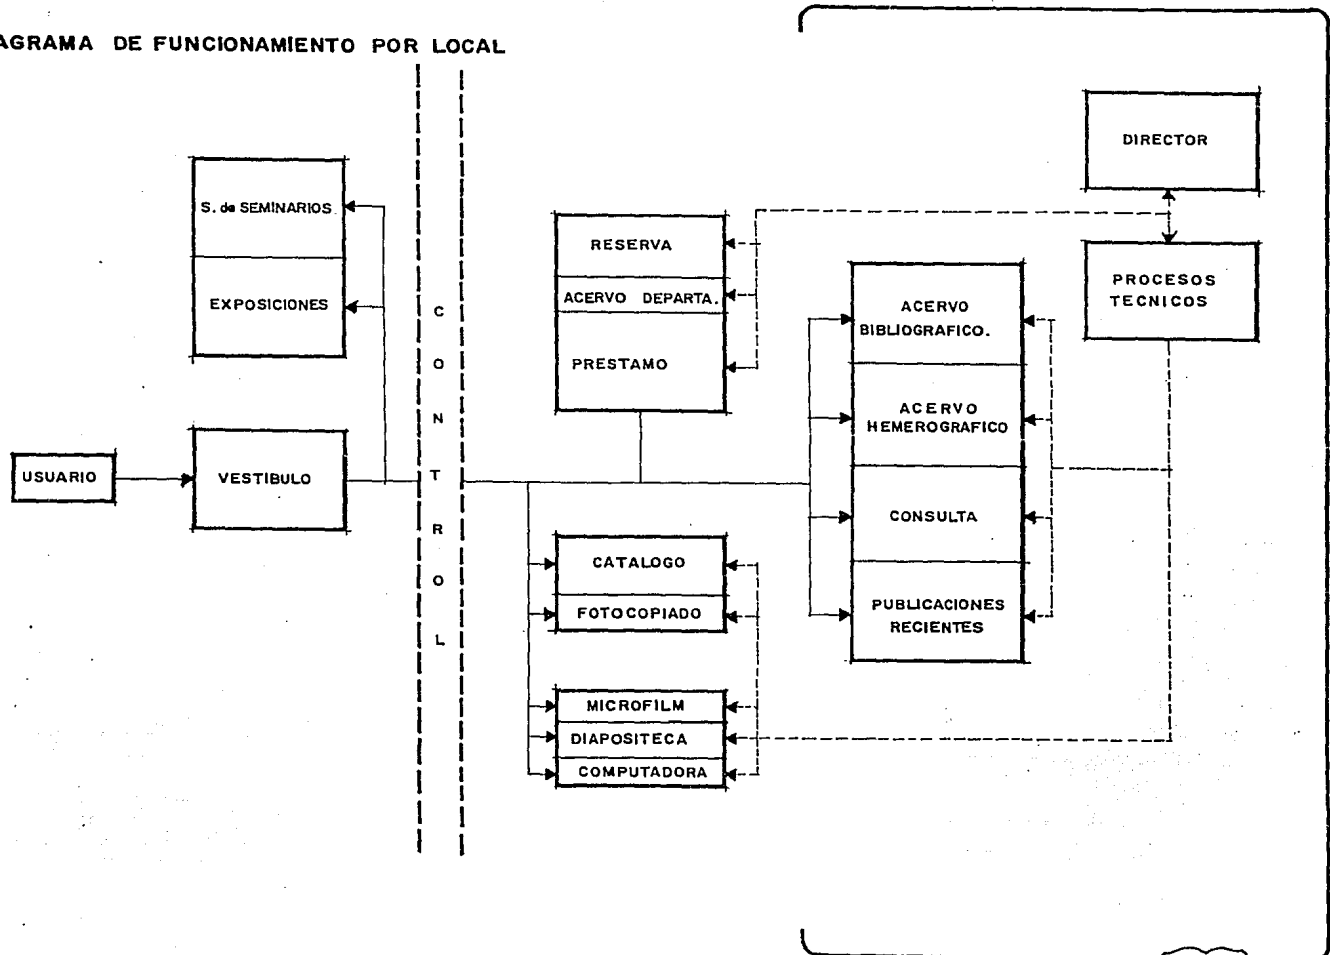 AGRAMA DE FUNCIONAMIENTO POR LOCAL
DIRECTOR
S. de SEMINARIOS
EXPOSICIONES
RESERVA
ACERVO DEPARTA.
PRESTAMO
PROCESOS
TECNICOS
ACERVO
BIBLIOGRAFICO.
ACERVO
HEMEROGRAFICO
CONSULTA
PUBLICACIONES
RECIENTES
USUARIO
VESTIBULO
C
O
N
T
R
O
L
CATALOGO
FOTOCOPIADO
MICROFILM
DIAPOSITECA
COMPUTADORA